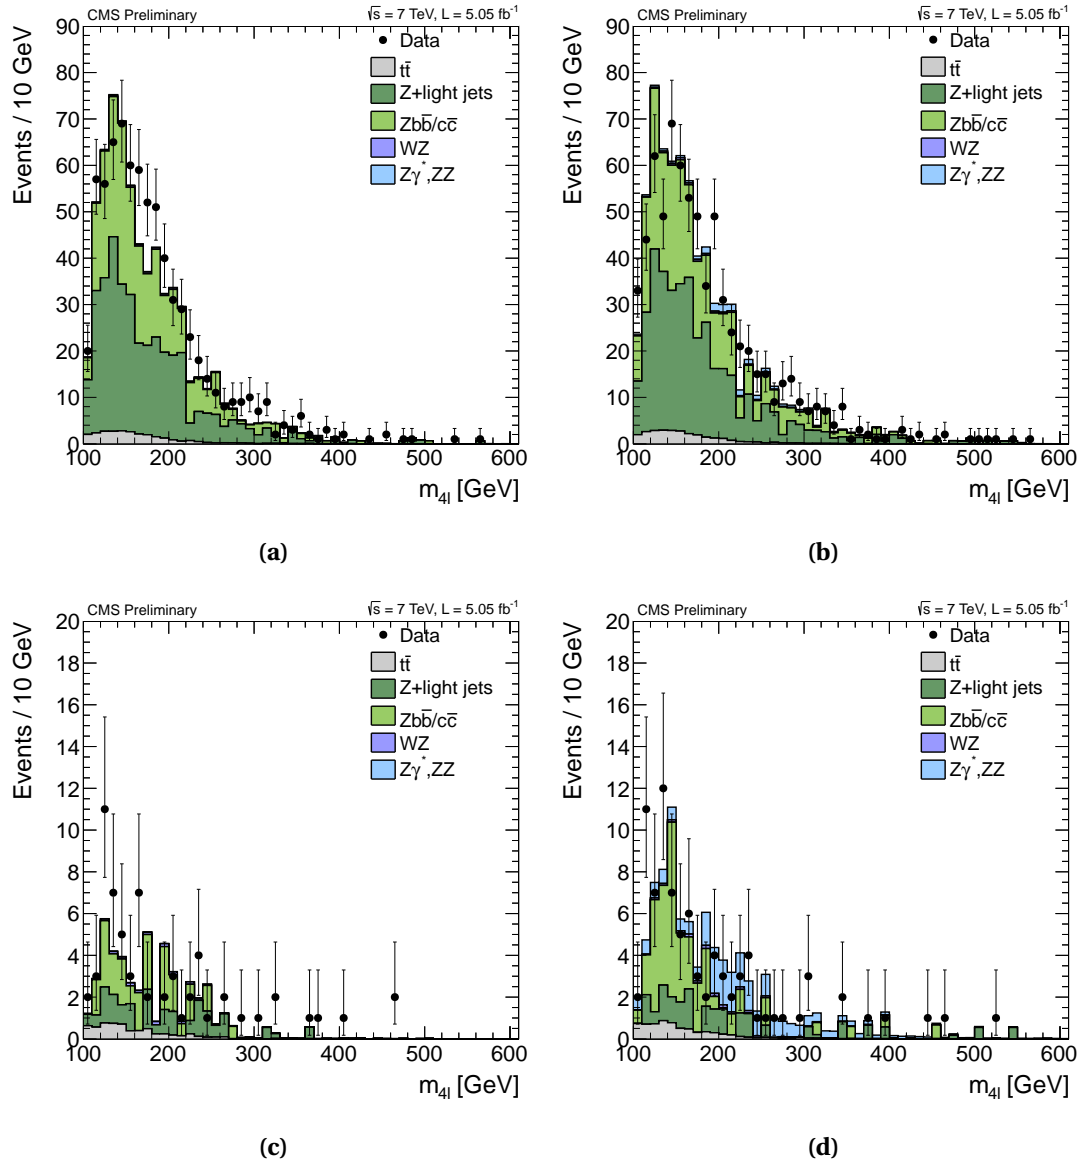 CMS Preliminary √s = 7 TeV, L = 5.05 fb⁻¹
Events / 10 GeV
90
80
70
60
50
40
30
20
10
0
Data
tt̄
Z+light jets
Zbb̄/cc̄
WZ
Zγ*,ZZ
100 200 300 400 500 600
m4l [GeV]
(a)
CMS Preliminary √s = 7 TeV, L = 5.05 fb⁻¹
Events / 10 GeV
90
80
70
60
50
40
30
20
10
0
Data
tt̄
Z+light jets
Zbb̄/cc̄
WZ
Zγ*,ZZ
100 200 300 400 500 600
m4l [GeV]
(b)
CMS Preliminary √s = 7 TeV, L = 5.05 fb⁻¹
Events / 10 GeV
20
18
16
14
12
10
8
6
4
2
0
Data
tt̄
Z+light jets
Zbb̄/cc̄
WZ
Zγ*,ZZ
100 200 300 400 500 600
m4l [GeV]
(c)
CMS Preliminary √s = 7 TeV, L = 5.05 fb⁻¹
Events / 10 GeV
20
18
16
14
12
10
8
6
4
2
0
Data
tt̄
Z+light jets
Zbb̄/cc̄
WZ
Zγ*,ZZ
100 200 300 400 500 600
m4l [GeV]
(d)